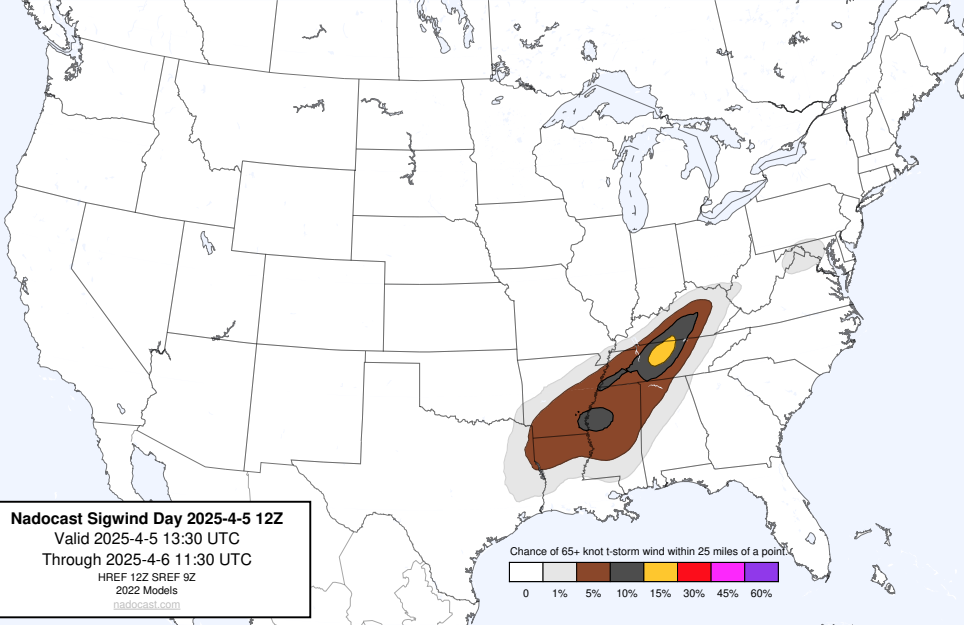 Nadocast Sigwind Day 2025-4-5 12Z
Valid 2025-4-5 13:30 UTC
Through 2025-4-6 11:30 UTC
HREF 12Z SREF 9Z
2022 Models
nadocast.com
Chance of 65+ knot t-storm wind within 25 miles of a point.
0 1% 5% 10% 15% 30% 45% 60%